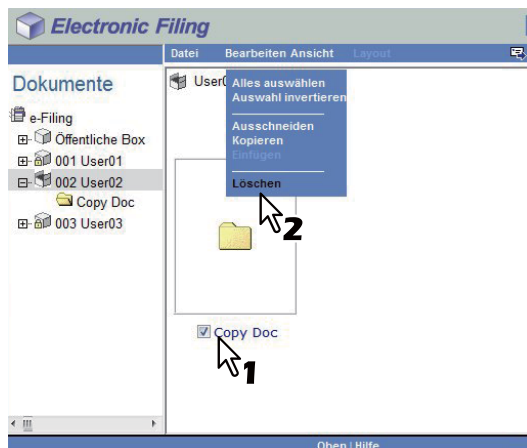 Electronic Filing
Datei Bearbeiten Ansicht Layout
Dokumente
e-Filing
Öffentliche Box
001 User01
002 User02
Copy Doc
003 User03
User0
Alles auswählen
Auswahl invertieren
Ausschneiden
Kopieren
Einfügen
Löschen
2
Copy Doc
1
Oben | Hilfe